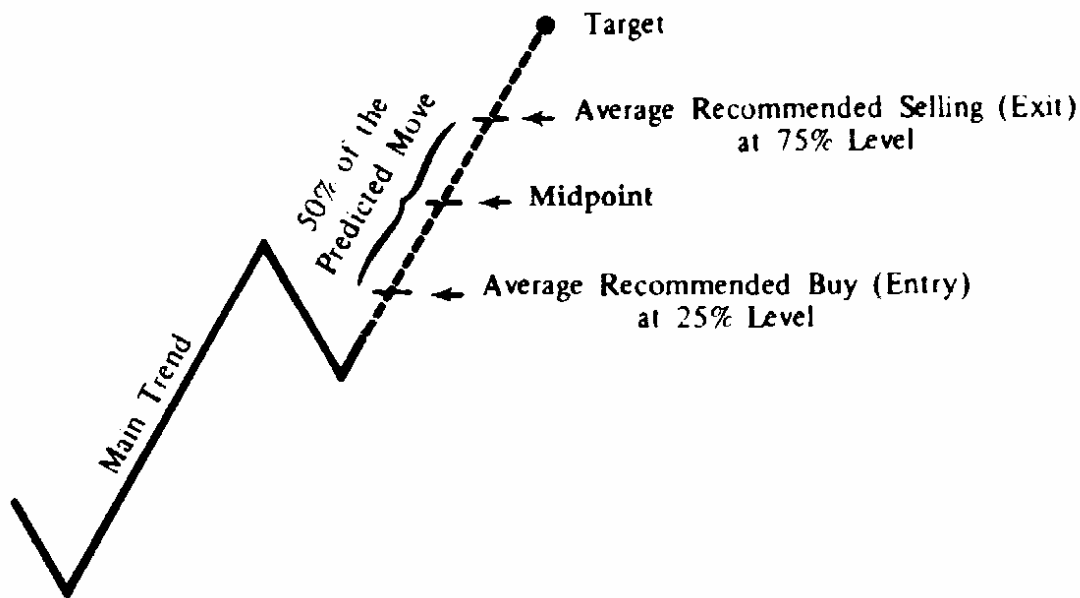 Target
Average Recommended Selling (Exit)
at 75% Level
50% of the
Predicted Move
Midpoint
Average Recommended Buy (Entry)
at 25% Level
Main Trend